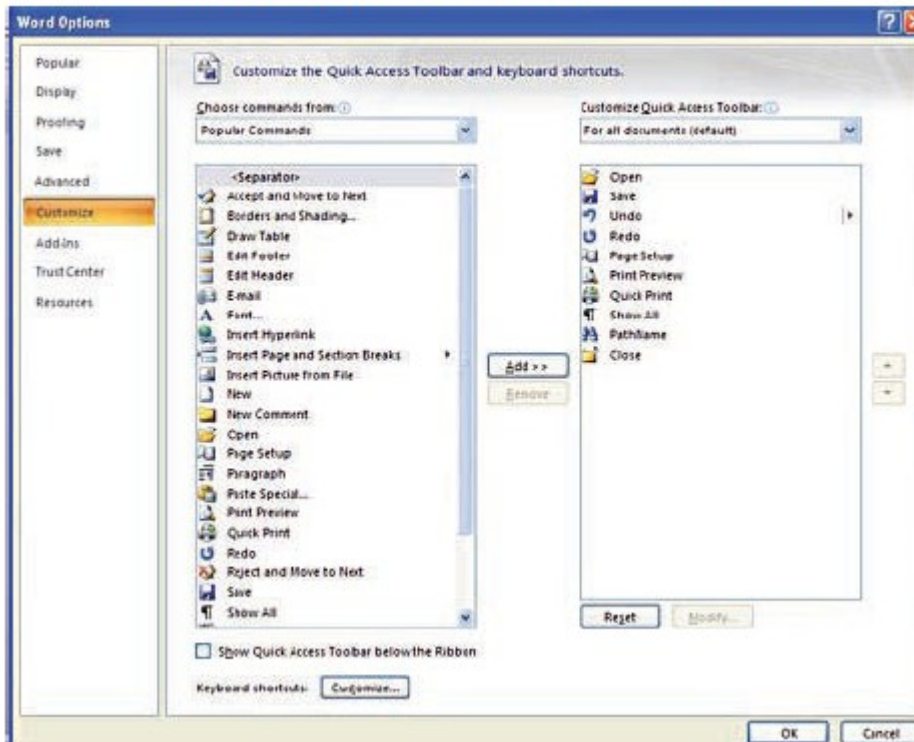 Word Options
Popular
Display
Proofing
Save
Advanced
Customize
Add-Ins
Trust Center
Resources
Customize the Quick Access Toolbar and keyboard shortcuts.
Choose commands from:
Popular Commands
<Separator>
Accept and Move to Next
Borders and Shading...
Draw Table
Edit Footer
Edit Header
E-mail
Font...
Insert Hyperlink
Insert Page and Section Breaks
Insert Picture from File
New
New Comment
Open
Page Setup
Paragraph
Paste Special...
Print Preview
Quick Print
Redo
Reject and Move to Next
Save
Show All
Show Quick Access Toolbar below the Ribbon
Keyboard shortcuts: Customize...
Add >>
Remove
Customize Quick Access Toolbar:
For all documents (default)
Open
Save
Undo
Redo
Page Setup
Print Preview
Quick Print
Show All
PathName
Close
Reset Modify...
OK Cancel